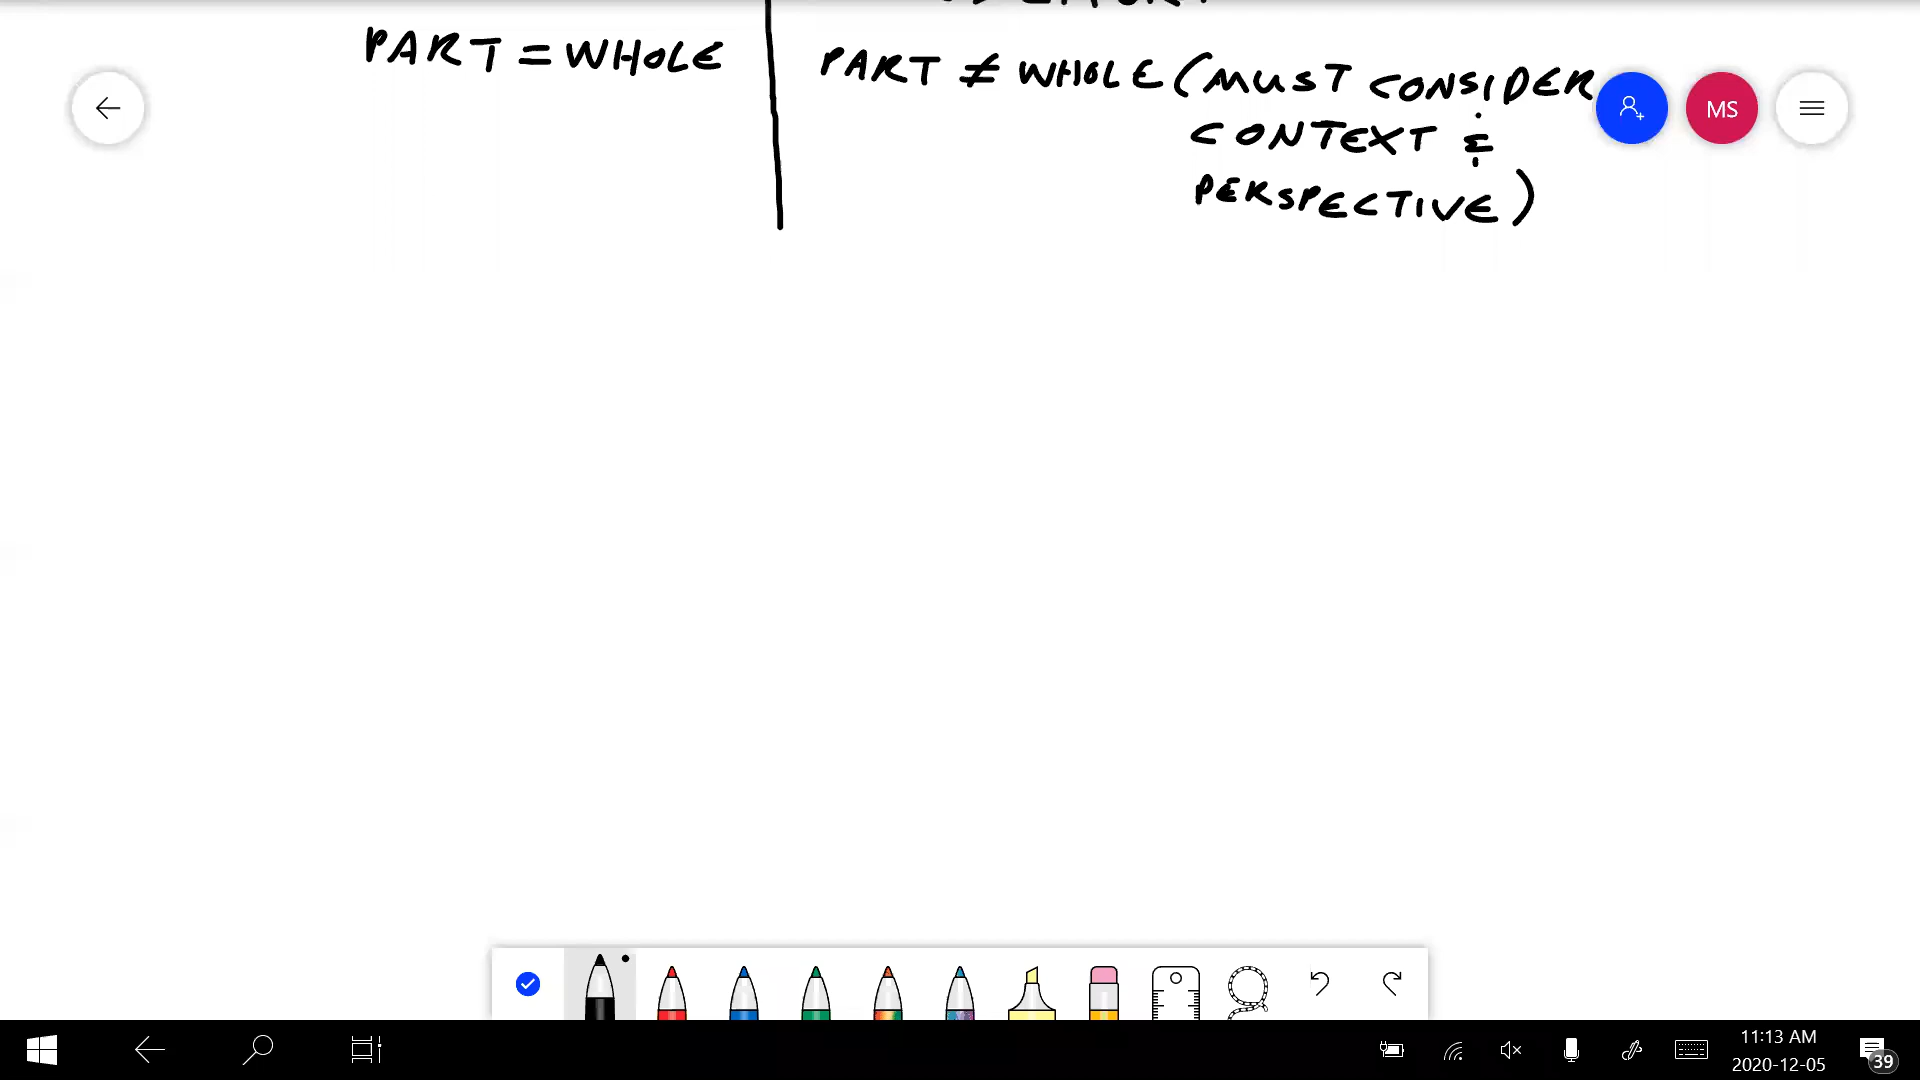 PART = WHOLE
PART ≠ WHOLE (MUST CONSIDER
CONTEXT &
PERSPECTIVE)
MS
11:13 AM
2020-12-05
39